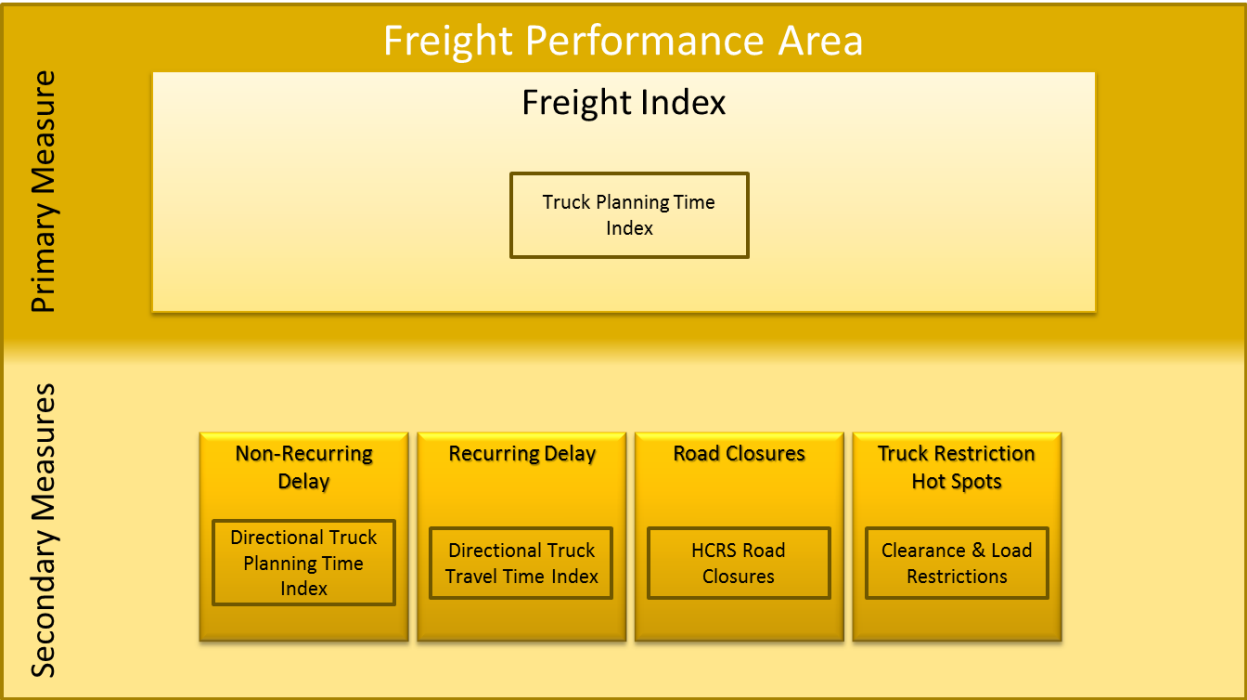 Freight Performance Area
Primary Measure
Freight Index
Truck Planning Time
Index
Secondary Measures
Non-Recurring
Delay
Directional Truck
Planning Time
Index
Recurring Delay
Directional Truck
Travel Time Index
Road Closures
HCRS Road
Closures
Truck Restriction
Hot Spots
Clearance & Load
Restrictions